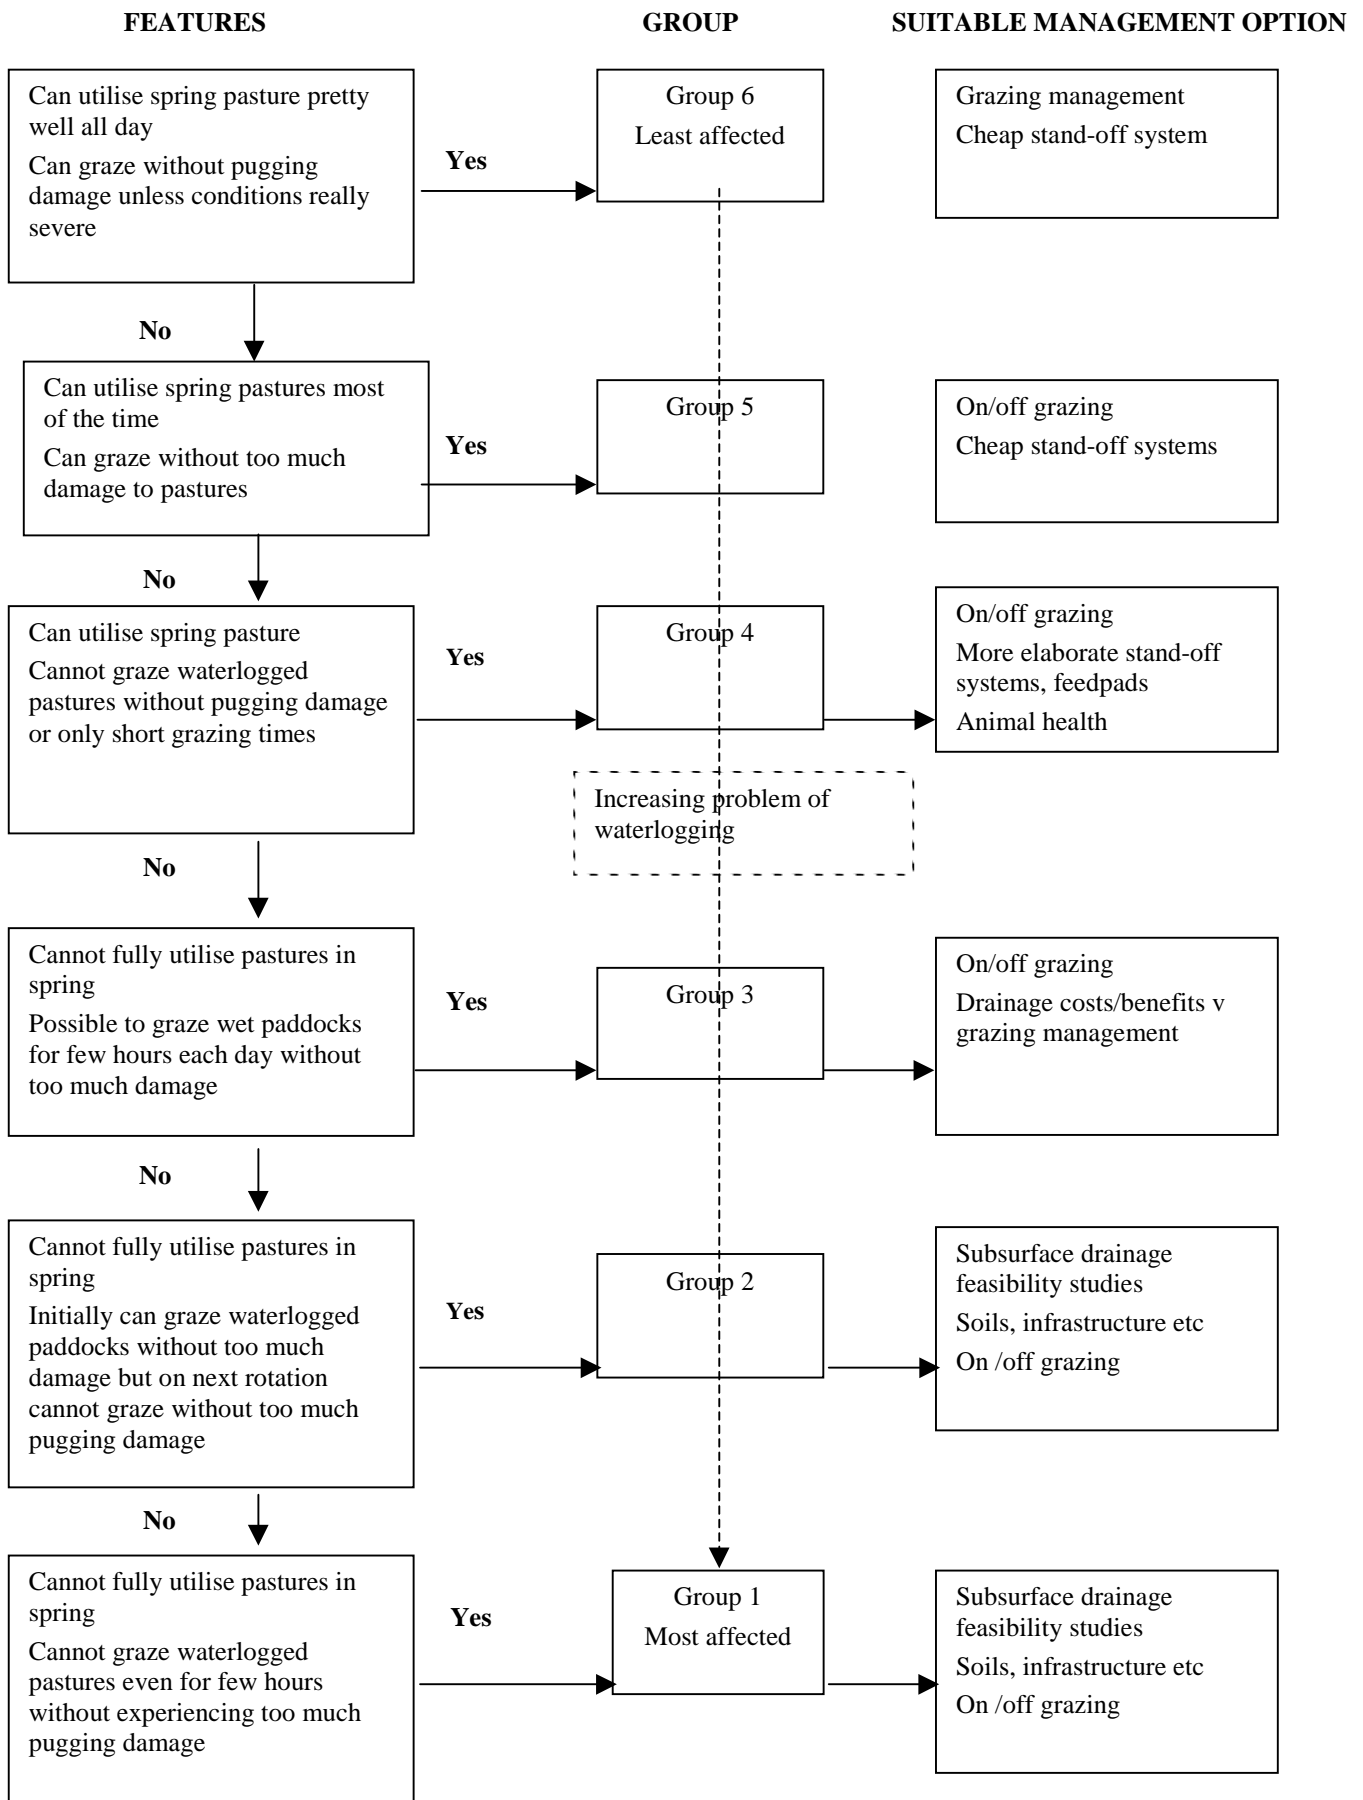 FEATURES
GROUP
SUITABLE MANAGEMENT OPTION
Can utilise spring pasture pretty
well all day
Can graze without pugging
damage unless conditions really
severe
Yes
Group 6
Least affected
Grazing management
Cheap stand-off system
No
Can utilise spring pastures most
of the time
Can graze without too much
damage to pastures
Yes
Group 5
On/off grazing
Cheap stand-off systems
No
Can utilise spring pasture
Cannot graze waterlogged
pastures without pugging damage
or only short grazing times
Yes
Group 4
On/off grazing
More elaborate stand-off
systems, feedpads
Animal health
Increasing problem of
waterlogging
No
Cannot fully utilise pastures in
spring
Possible to graze wet paddocks
for few hours each day without
too much damage
Yes
Group 3
On/off grazing
Drainage costs/benefits v
grazing management
No
Cannot fully utilise pastures in
spring
Initially can graze waterlogged
paddocks without too much
damage but on next rotation
cannot graze without too much
pugging damage
Yes
Group 2
Subsurface drainage
feasibility studies
Soils, infrastructure etc
On /off grazing
No
Cannot fully utilise pastures in
spring
Cannot graze waterlogged
pastures even for few hours
without experiencing too much
pugging damage
Yes
Group 1
Most affected
Subsurface drainage
feasibility studies
Soils, infrastructure etc
On /off grazing